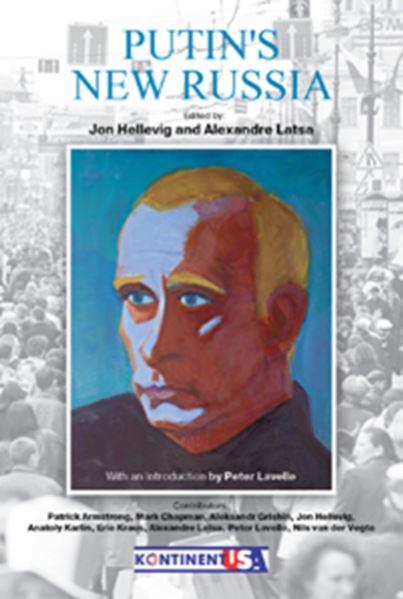 PUTIN'S
NEW RUSSIA
Edited by:
Jon Hellevig and Alexandre Latsa
With an introduction by Peter Lavelle
Contributors:
Patrick Armstrong, Mark Chapman, Aleksandr Grishin, Jon Hellevig,
Anatoly Karlin, Eric Kraus, Alexandre Latsa, Peter Lavelle, Nils van der Vegte
KONTINENT USA